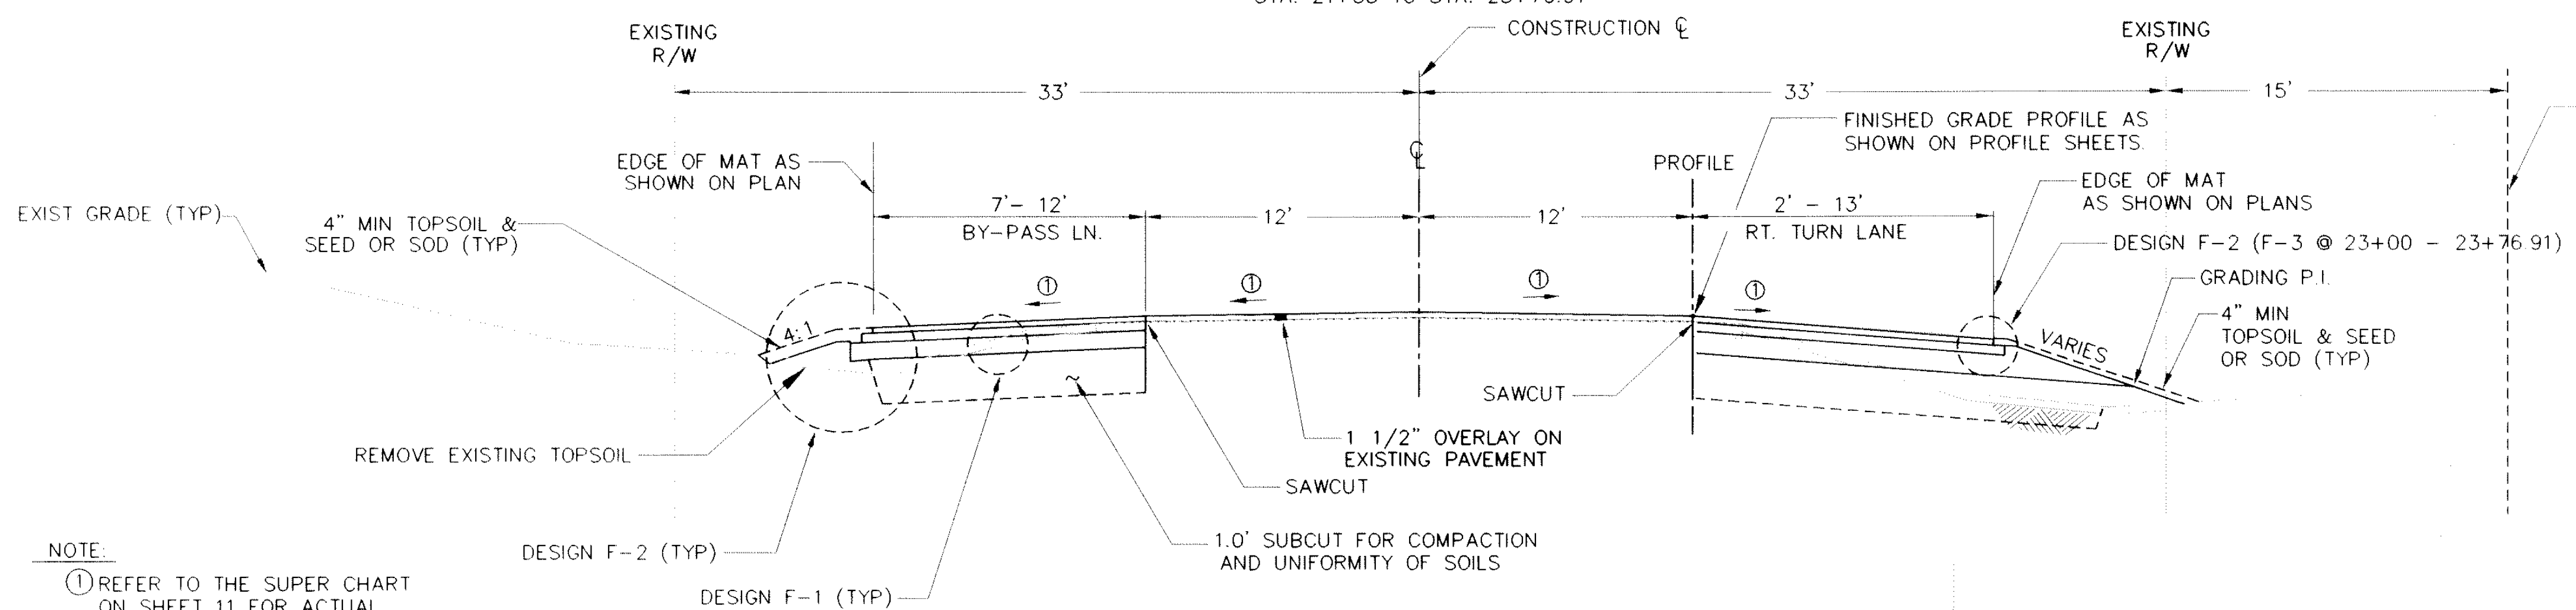 CONSTRUCTION ℄
EXISTING
R/W
EXISTING
R/W
33'
33'
15'
FINISHED GRADE PROFILE AS
SHOWN ON PROFILE SHEETS.
EDGE OF MAT AS
SHOWN ON PLAN
℄
PROFILE
EDGE OF MAT
AS SHOWN ON PLANS
EXIST GRADE (TYP)
4" MIN TOPSOIL &
SEED OR SOD (TYP)
7'- 12'
BY-PASS LN.
12'
12'
2' - 13'
RT. TURN LANE
DESIGN F-2 (F-3 @ 23+00 - 23+76.91)
GRADING P.I.
①
①
①
①
4" MIN
TOPSOIL & SEED
OR SOD (TYP)
4:1
VARIES
SAWCUT
REMOVE EXISTING TOPSOIL
1 1/2" OVERLAY ON
EXISTING PAVEMENT
SAWCUT
1.0' SUBCUT FOR COMPACTION
AND UNIFORMITY OF SOILS
DESIGN F-2 (TYP)
DESIGN F-1 (TYP)
NOTE:
① REFER TO THE SUPER CHART
ON SHEET 11 FOR ACTUAL